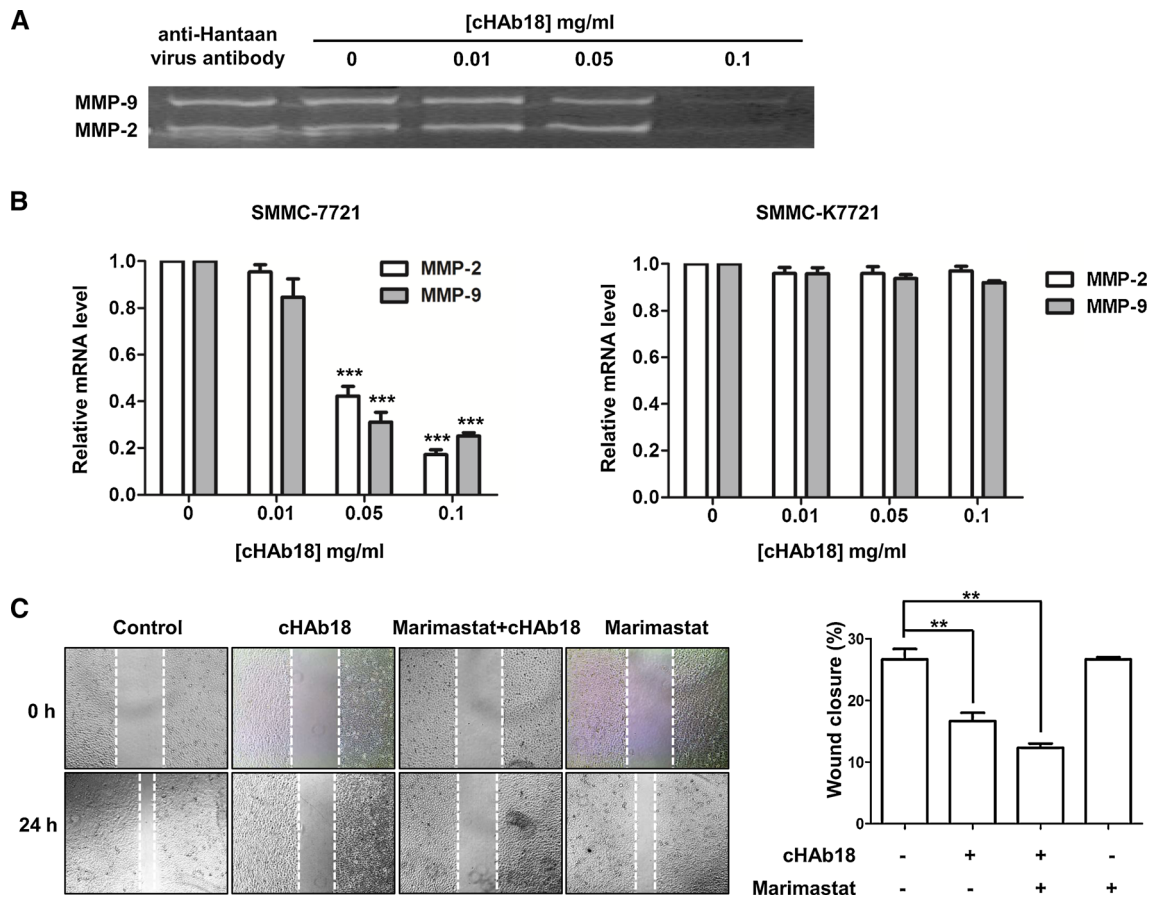 A
anti-Hantaan
virus antibody
[cHAb18] mg/ml
0 0.01 0.05 0.1
MMP-9
MMP-2
B
SMMC-7721
Relative mRNA level
1.0
0.8
0.6
0.4
0.2
0.0
MMP-2
MMP-9
*** *** *** ***
0 0.01 0.05 0.1
[cHAb18] mg/ml
SMMC-K7721
Relative mRNA level
1.0
0.8
0.6
0.4
0.2
0.0
MMP-2
MMP-9
0 0.01 0.05 0.1
[cHAb18] mg/ml
C
Control cHAb18 Marimastat+cHAb18 Marimastat
0 h
24 h
Wound closure (%)
30
20
10
0
**
**
cHAb18 - + + -
Marimastat - - + +